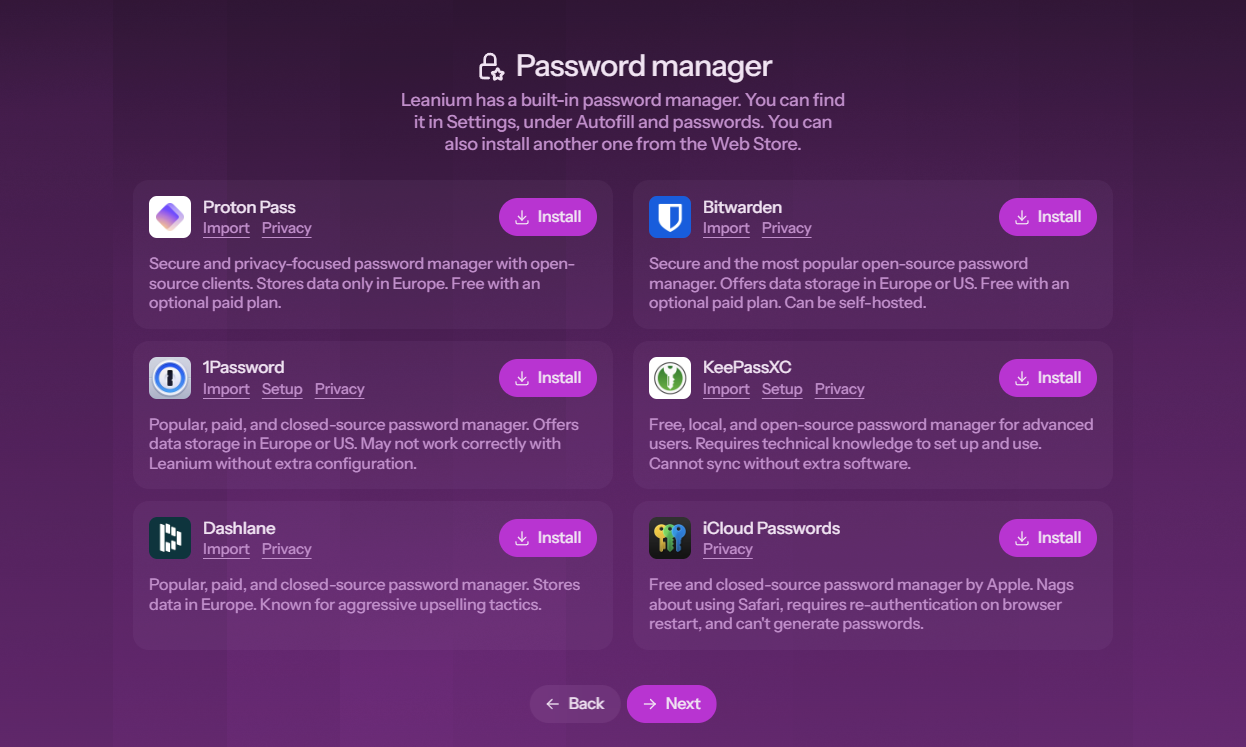 Password manager
Leanium has a built-in password manager. You can find
it in Settings, under Autofill and passwords. You can
also install another one from the Web Store.
Proton Pass
Import Privacy
Install
Secure and privacy-focused password manager with open-
source clients. Stores data only in Europe. Free with an
optional paid plan.
Bitwarden
Import Privacy
Install
Secure and the most popular open-source password
manager. Offers data storage in Europe or US. Free with an
optional paid plan. Can be self-hosted.
1Password
Import Setup Privacy
Install
Popular, paid, and closed-source password manager. Offers
data storage in Europe or US. May not work correctly with
Leanium without extra configuration.
KeePassXC
Import Setup Privacy
Install
Free, local, and open-source password manager for advanced
users. Requires technical knowledge to set up and use.
Cannot sync without extra software.
Dashlane
Import Privacy
Install
Popular, paid, and closed-source password manager. Stores
data in Europe. Known for aggressive upselling tactics.
iCloud Passwords
Privacy
Install
Free and closed-source password manager by Apple. Nags
about using Safari, requires re-authentication on browser
restart, and can't generate passwords.
Back
Next